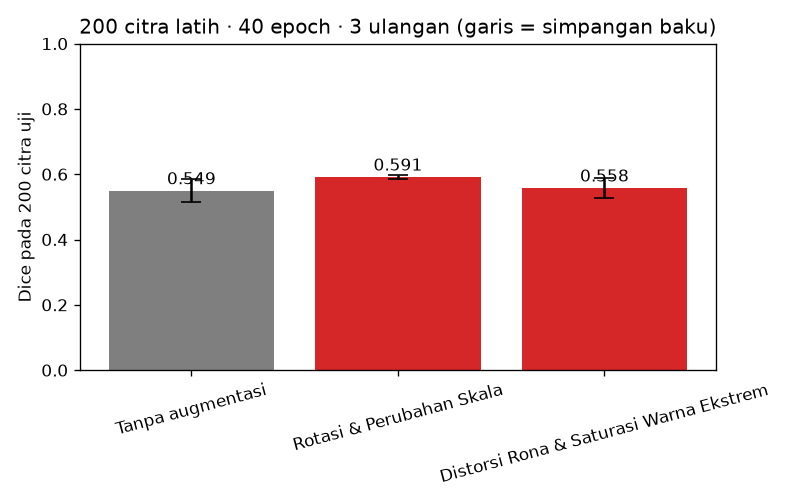 200 citra latih · 40 epoch · 3 ulangan (garis = simpangan baku)
Dice pada 200 citra uji
1.0
0.8
0.6
0.4
0.2
0.0
0.549
0.591
0.558
Tanpa augmentasi
Rotasi & Perubahan Skala
Distorsi Rona & Saturasi Warna Ekstrem